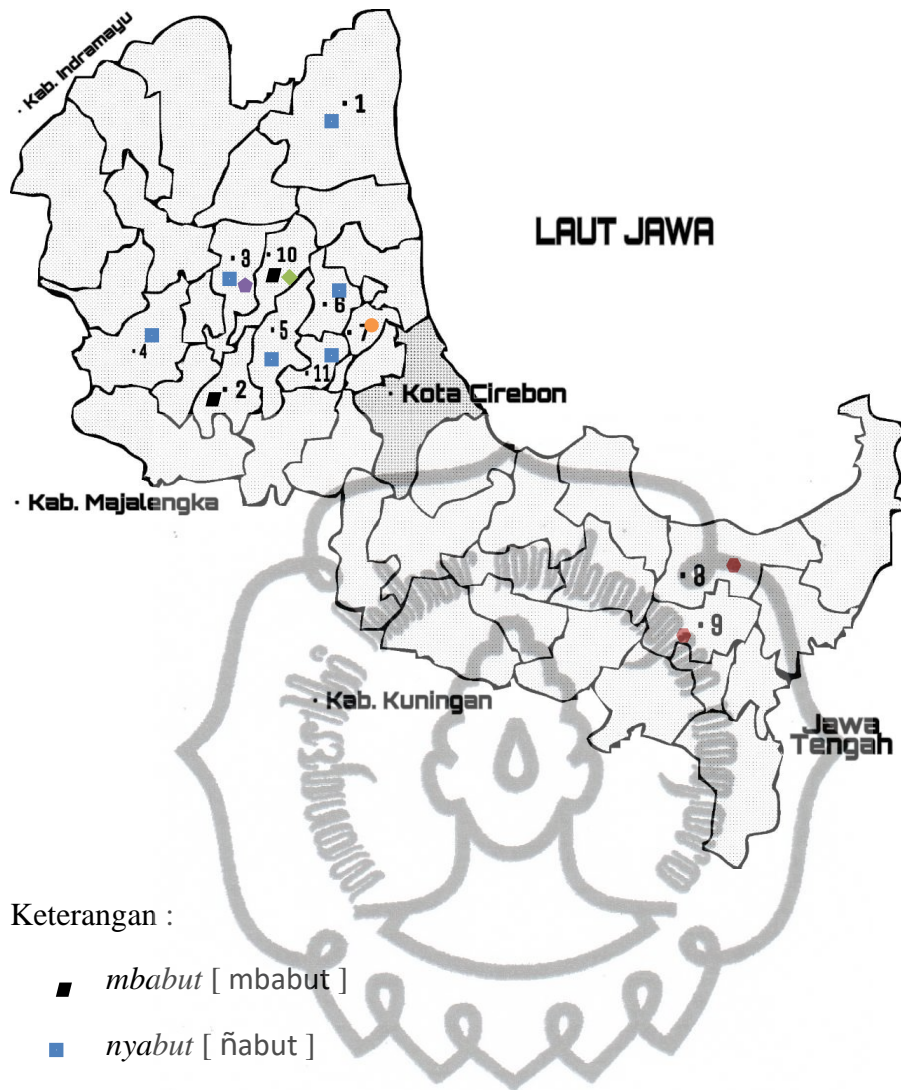 · Kab. Indramayu
· 1
LAUT JAWA
· 3
· 10
· 6
· 5
· 7
· 4
· 11
· 2
· Kota Cirebon
· Kab. Majalengka
· 8
· 9
· Kab. Kuningan
Jawa
Tengah
Keterangan :
mbabut [ mbabut ]
nyabut [ ñabut ]